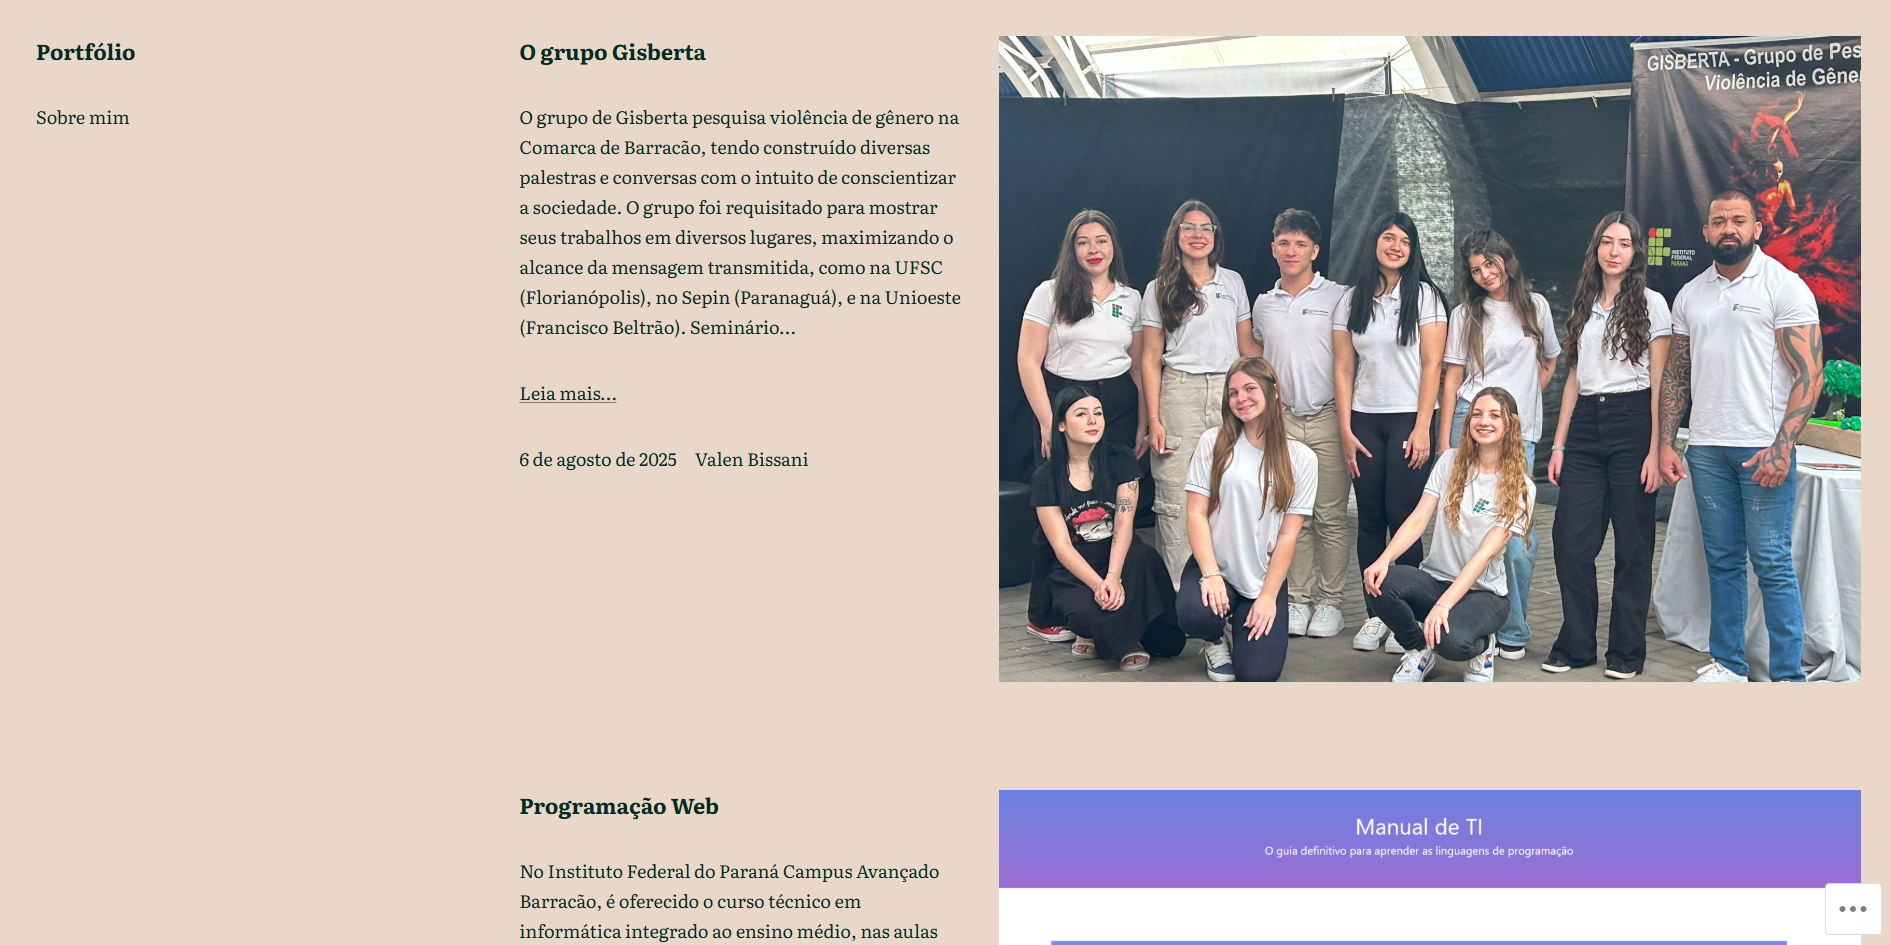 Portfólio
Sobre mim
O grupo Gisberta
O grupo de Gisberta pesquisa violência de gênero na
Comarca de Barracão, tendo construído diversas
palestras e conversas com o intuito de conscientizar
a sociedade. O grupo foi requisitado para mostrar
seus trabalhos em diversos lugares, maximizando o
alcance da mensagem transmitida, como na UFSC
(Florianópolis), no Sepin (Paranaguá), e na Unioeste
(Francisco Beltrão). Seminário…
Leia mais…
6 de agosto de 2025 Valen Bissani
GISBERTA - Grupo de Pes
Violência de Gêne
INSTITUTO
FEDERAL
PARANÁ
Programação Web
No Instituto Federal do Paraná Campus Avançado
Barracão, é oferecido o curso técnico em
informática integrado ao ensino médio, nas aulas
Manual de TI
O guia definitivo para aprender as linguagens de programação